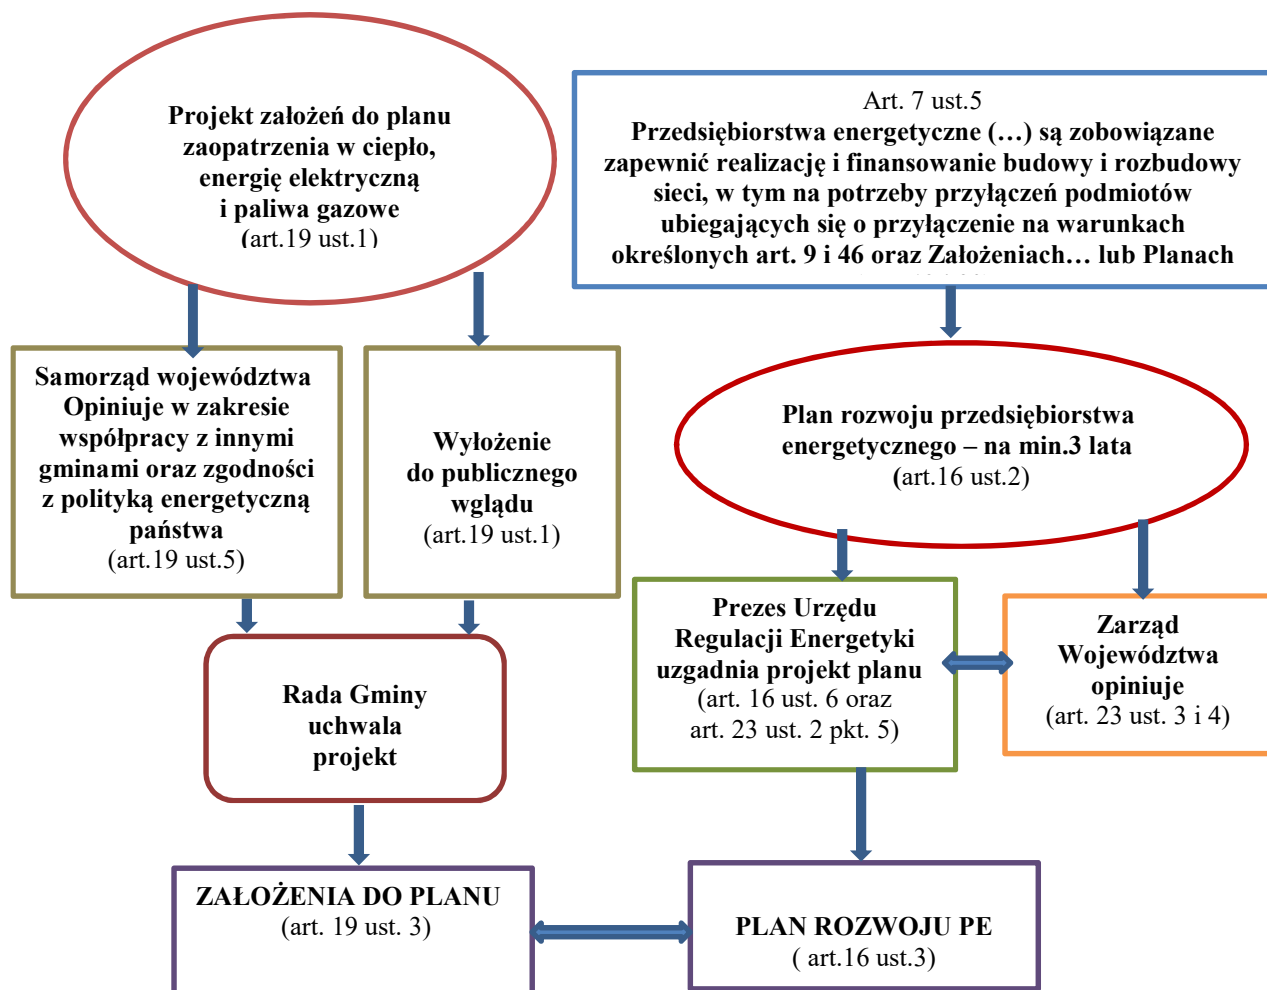 Projekt założeń do planu
zaopatrzenia w ciepło,
energię elektryczną
i paliwa gazowe
(art.19 ust.1)
Art. 7 ust.5
Przedsiębiorstwa energetyczne (…) są zobowiązane
zapewnić realizację i finansowanie budowy i rozbudowy
sieci, w tym na potrzeby przyłączeń podmiotów
ubiegających się o przyłączenie na warunkach
określonych art. 9 i 46 oraz Założeniach… lub Planach
Samorząd województwa
Opiniuje w zakresie
współpracy z innymi
gminami oraz zgodności
z polityką energetyczną
państwa
(art.19 ust.5)
Wyłożenie
do publicznego
wglądu
(art.19 ust.1)
Plan rozwoju przedsiębiorstwa
energetycznego – na min.3 lata
(art.16 ust.2)
Prezes Urzędu
Regulacji Energetyki
uzgadnia projekt planu
(art. 16 ust. 6 oraz
art. 23 ust. 2 pkt. 5)
Zarząd
Województwa
opiniuje
(art. 23 ust. 3 i 4)
Rada Gminy
uchwala
projekt
ZAŁOŻENIA DO PLANU
(art. 19 ust. 3)
PLAN ROZWOJU PE
( art.16 ust.3)